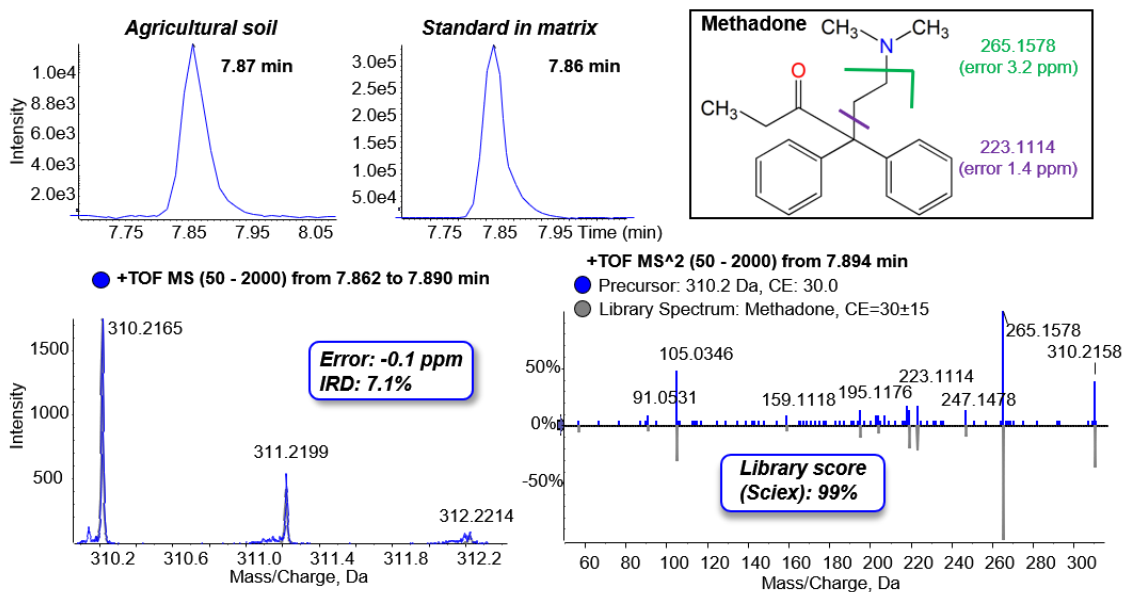 Agricultural soil
7.87 min
Intensity
1.0e4
8.8e3
6.0e3
4.0e3
2.0e3
7.75 7.85 7.95 8.05
Standard in matrix
7.86 min
3.0e5
2.5e5
2.0e5
1.5e5
1.0e5
5.0e4
7.75 7.85 7.95 Time (min)
Methadone
CH₃ CH₃
N
O
CH₃
265.1578
(error 3.2 ppm)
223.1114
(error 1.4 ppm)
+TOF MS (50 - 2000) from 7.862 to 7.890 min
310.2165
Error: -0.1 ppm
IRD: 7.1%
311.2199
312.2214
Intensity
1500
1000
500
310.2 310.6 311.0 311.4 311.8 312.2
Mass/Charge, Da
+TOF MS^2 (50 - 2000) from 7.894 min
Precursor: 310.2 Da, CE: 30.0
Library Spectrum: Methadone, CE=30±15
265.1578
310.2158
105.0346
223.1114
195.1176
91.0531
159.1118
247.1478
50%
0%
-50%
Library score
(Sciex): 99%
60 80 100 120 140 160 180 200 220 240 260 280 300
Mass/Charge, Da